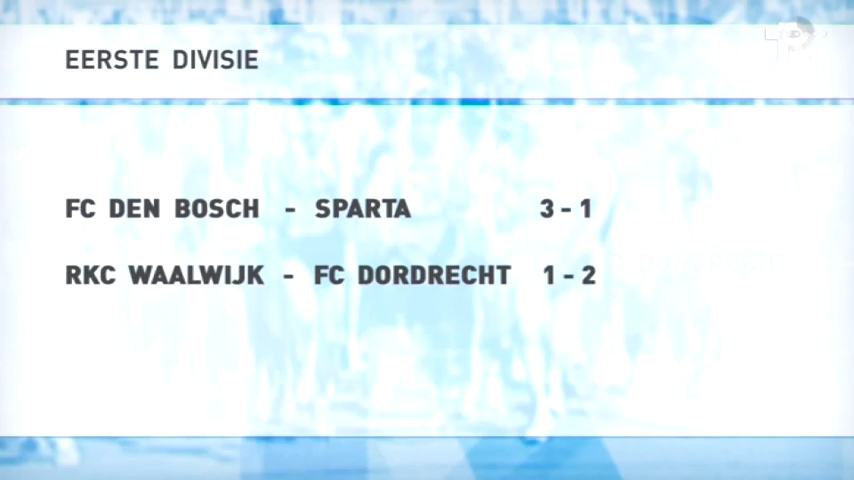 EERSTE DIVISIE
FC DEN BOSCH - SPARTA 3 - 1
RKC WAALWIJK - FC DORDRECHT 1 - 2